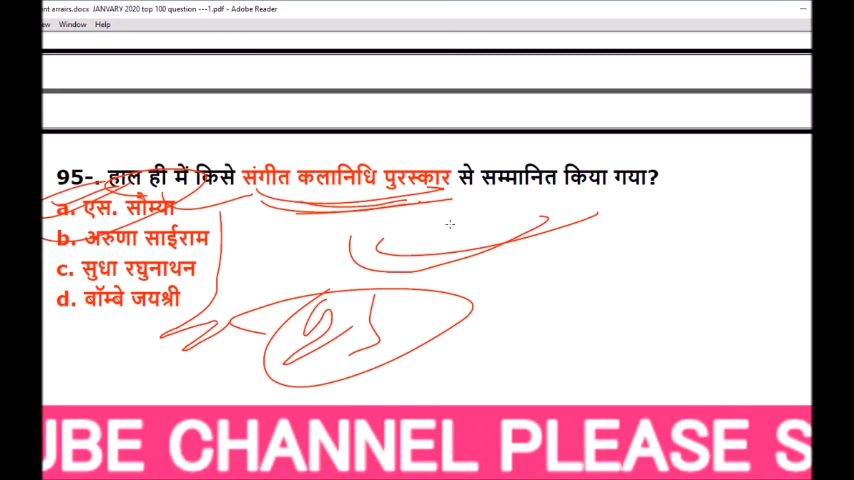 ent arrairs.docx JANVARY 2020 top 100 question ---1.pdf - Adobe Reader
ew Window Help
95-. हाल ही में किसे संगीत कलानिधि पुरस्कार से सम्मानित किया गया?
a. एस. सौम्या
b. अरुणा साईराम
c. सुधा रघुनाथन
d. बॉम्बे जयश्री
UBE CHANNEL PLEASE S